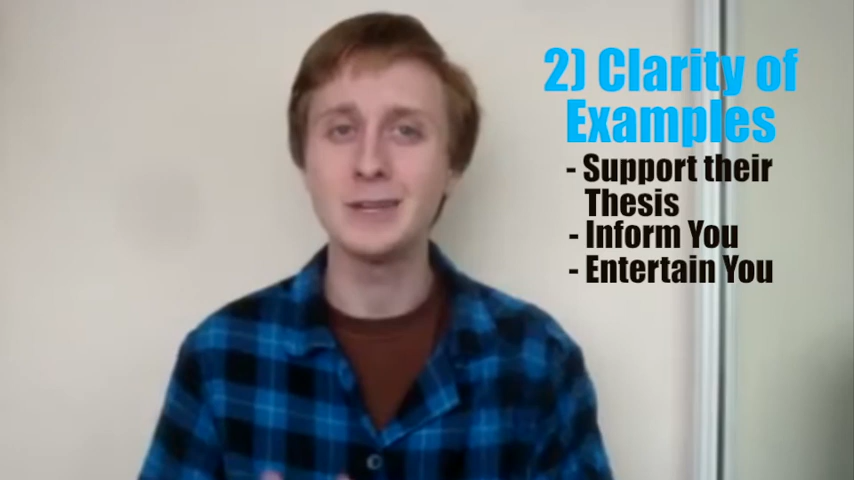 2) Clarity of
Examples
- Support their
Thesis
- Inform You
- Entertain You